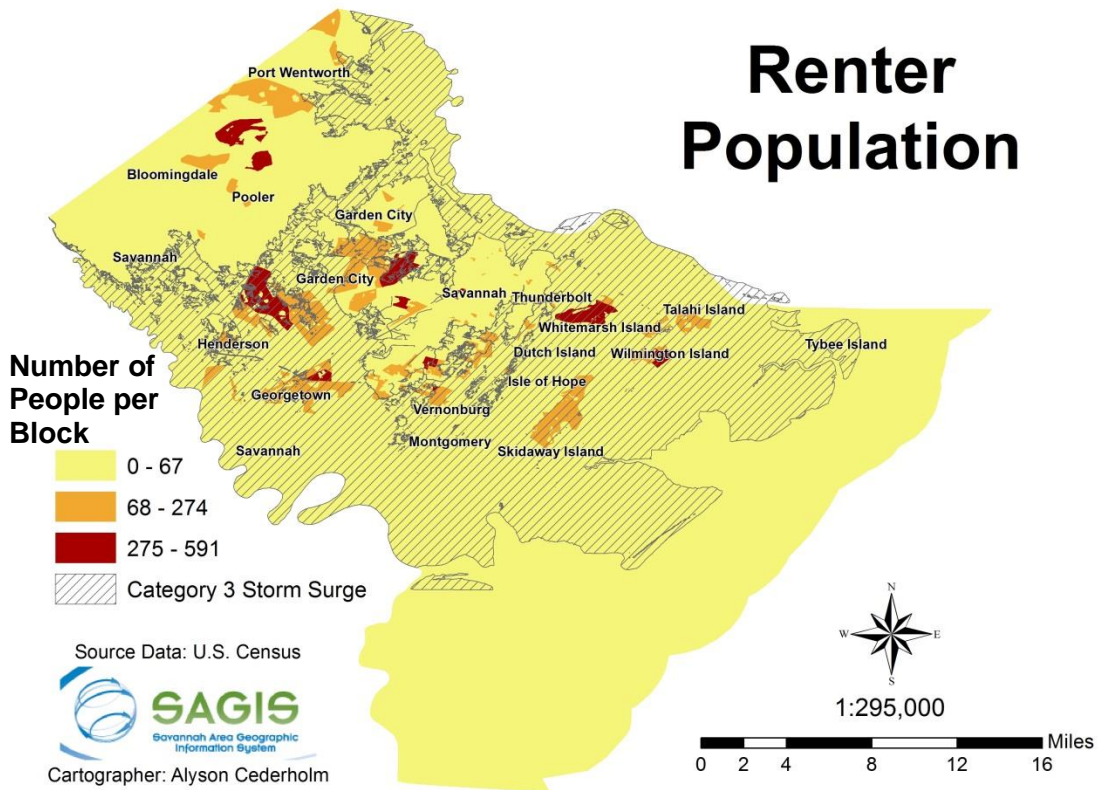 Renter
Population
Port Wentworth
Bloomingdale
Pooler
Garden City
Savannah
Garden City
Savannah
Thunderbolt
Talahi Island
Whitemarsh Island
Henderson
Dutch Island
Wilmington Island
Tybee Island
Isle of Hope
Georgetown
Vernonburg
Montgomery
Savannah
Skidaway Island
Number of
People per
Block
0 - 67
68 - 274
275 - 591
Category 3 Storm Surge
Source Data: U.S. Census
SAGIS
Savannah Area Geographic
Information System
Cartographer: Alyson Cederholm
N
W E
S
1:295,000
Miles
0 2 4 8 12 16